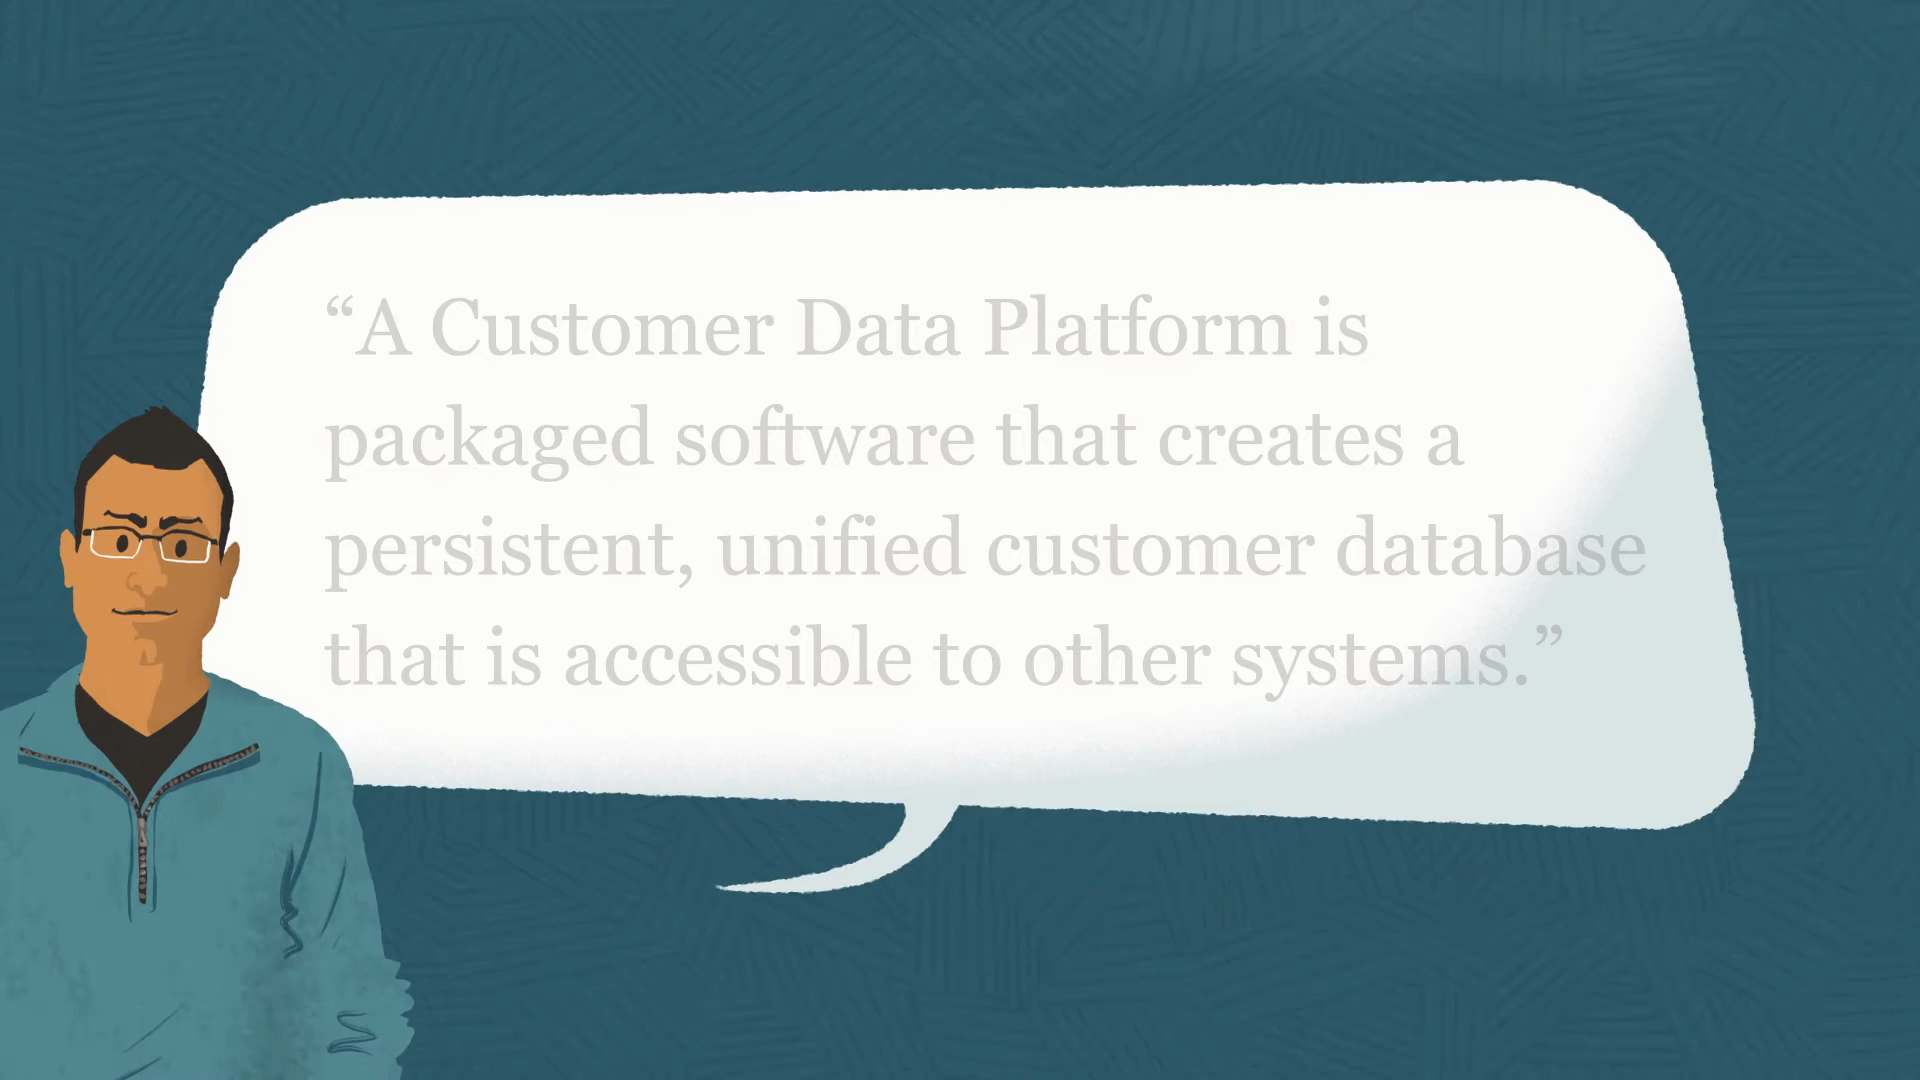 “A Customer Data Platform is
packaged software that creates a
persistent, unified customer database
that is accessible to other systems.”